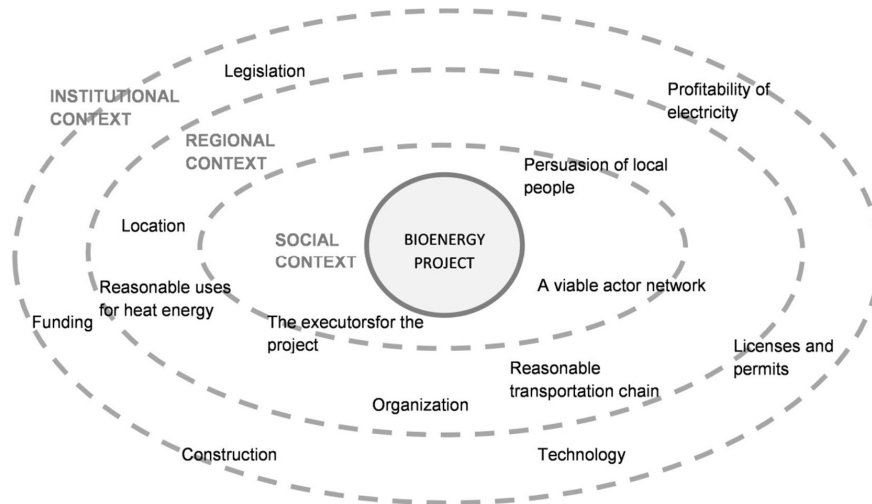 Legislation
INSTITUTIONAL
CONTEXT
Profitability of
electricity
REGIONAL
CONTEXT
Persuasion of local
people
Location
SOCIAL
CONTEXT
BIOENERGY
PROJECT
Reasonable uses
for heat energy
A viable actor network
Funding
The executorsfor the
project
Licenses and
permits
Reasonable
transportation chain
Organization
Construction
Technology